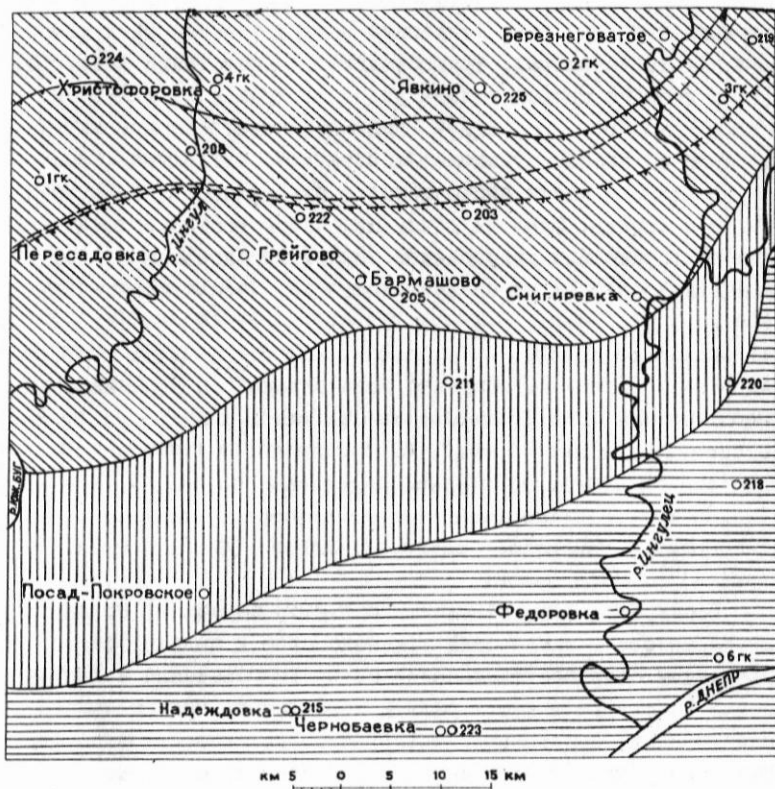 Березнеговатое
219
224
2гк
4гк
Христофоровка
Явкино
225
3гк
208
1гк
222
203
р. Ингул
Пересадовка
Грейгово
Бармашово
205
Снигиревка
211
220
р. ЮЖ. БУГ
218
р. Ингулец
Посад-Покровское
Федоровка
6гк
р. ДНЕПР
Надеждовка
215
Чернобаевка
223
км 5 0 5 10 15 км